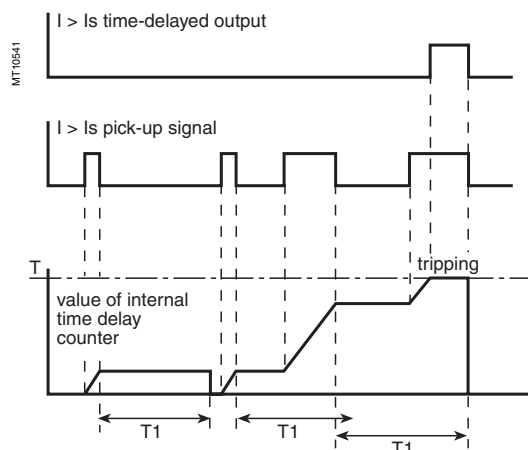 MT10541
I > Is time-delayed output
I > Is pick-up signal
T
tripping
value of internal
time delay
counter
T1
T1
T1